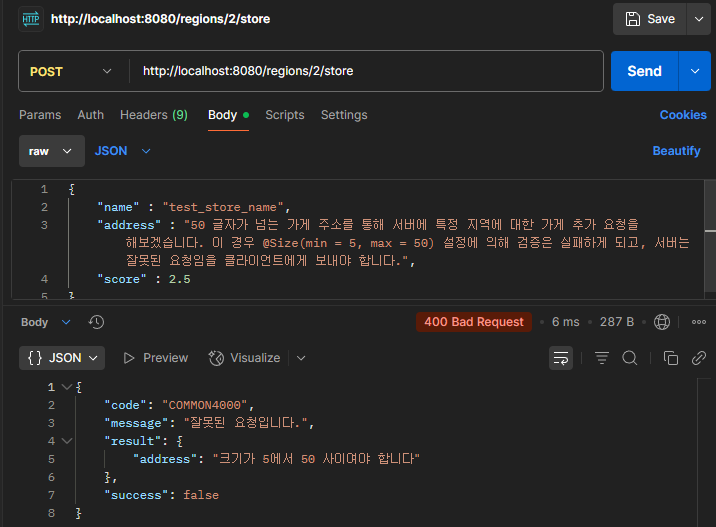 HTTP http://localhost:8080/regions/2/store Save
POST http://localhost:8080/regions/2/store Send
Params Auth Headers (9) Body Scripts Settings Cookies
raw JSON Beautify
1 {
2 "name" : "test_store_name",
3 "address" : "50 글자가 넘는 가게 주소를 통해 서버에 특정 지역에 대한 가게 추가 요청을
해보겠습니다. 이 경우 @Size(min = 5, max = 50) 설정에 의해 검증은 실패하게 되고, 서버는
잘못된 요청임을 클라이언트에게 보내야 합니다.",
4 "score" : 2.5
5 }
Body 400 Bad Request • 6 ms • 287 B
{} JSON Preview Visualize
1 {
2 "code": "COMMON4000",
3 "message": "잘못된 요청입니다.",
4 "result": {
5 "address": "크기가 5에서 50 사이여야 합니다"
6 },
7 "success": false
8 }